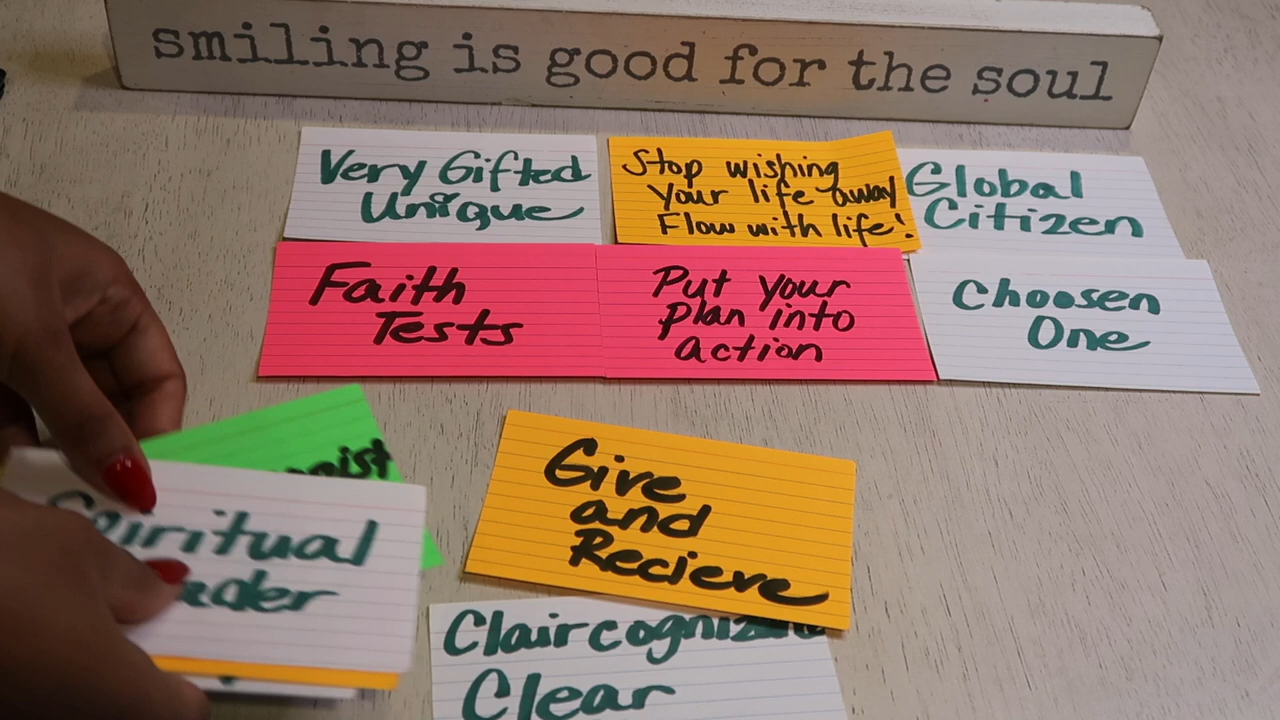 smiling is good for the soul
Very Gifted
Unique
Stop wishing
your life away
Flow with life!
Global
Citizen
Faith
Tests
Put your
plan into
action
Choosen
One
Give
and
Recieve
Spiritual
Clear